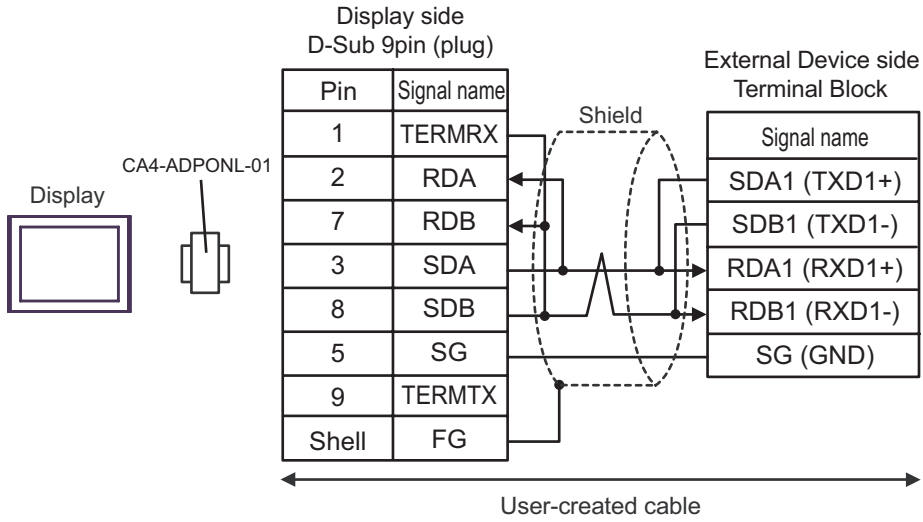 Display side
D-Sub 9pin (plug)
External Device side
Terminal Block
Pin Signal name
Shield
Signal name
1 TERMRX
CA4-ADPONL-01
2 RDA
SDA1 (TXD1+)
Display
7 RDB
SDB1 (TXD1-)
3 SDA
RDA1 (RXD1+)
8 SDB
RDB1 (RXD1-)
5 SG
SG (GND)
9 TERMTX
Shell FG
User-created cable